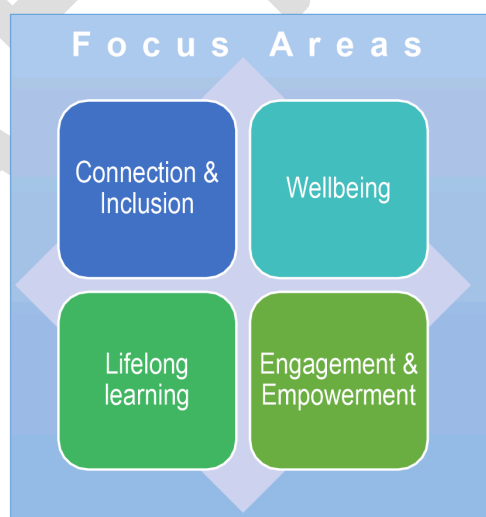 Focus Areas
Connection &
Inclusion
Wellbeing
Lifelong
learning
Engagement &
Empowerment